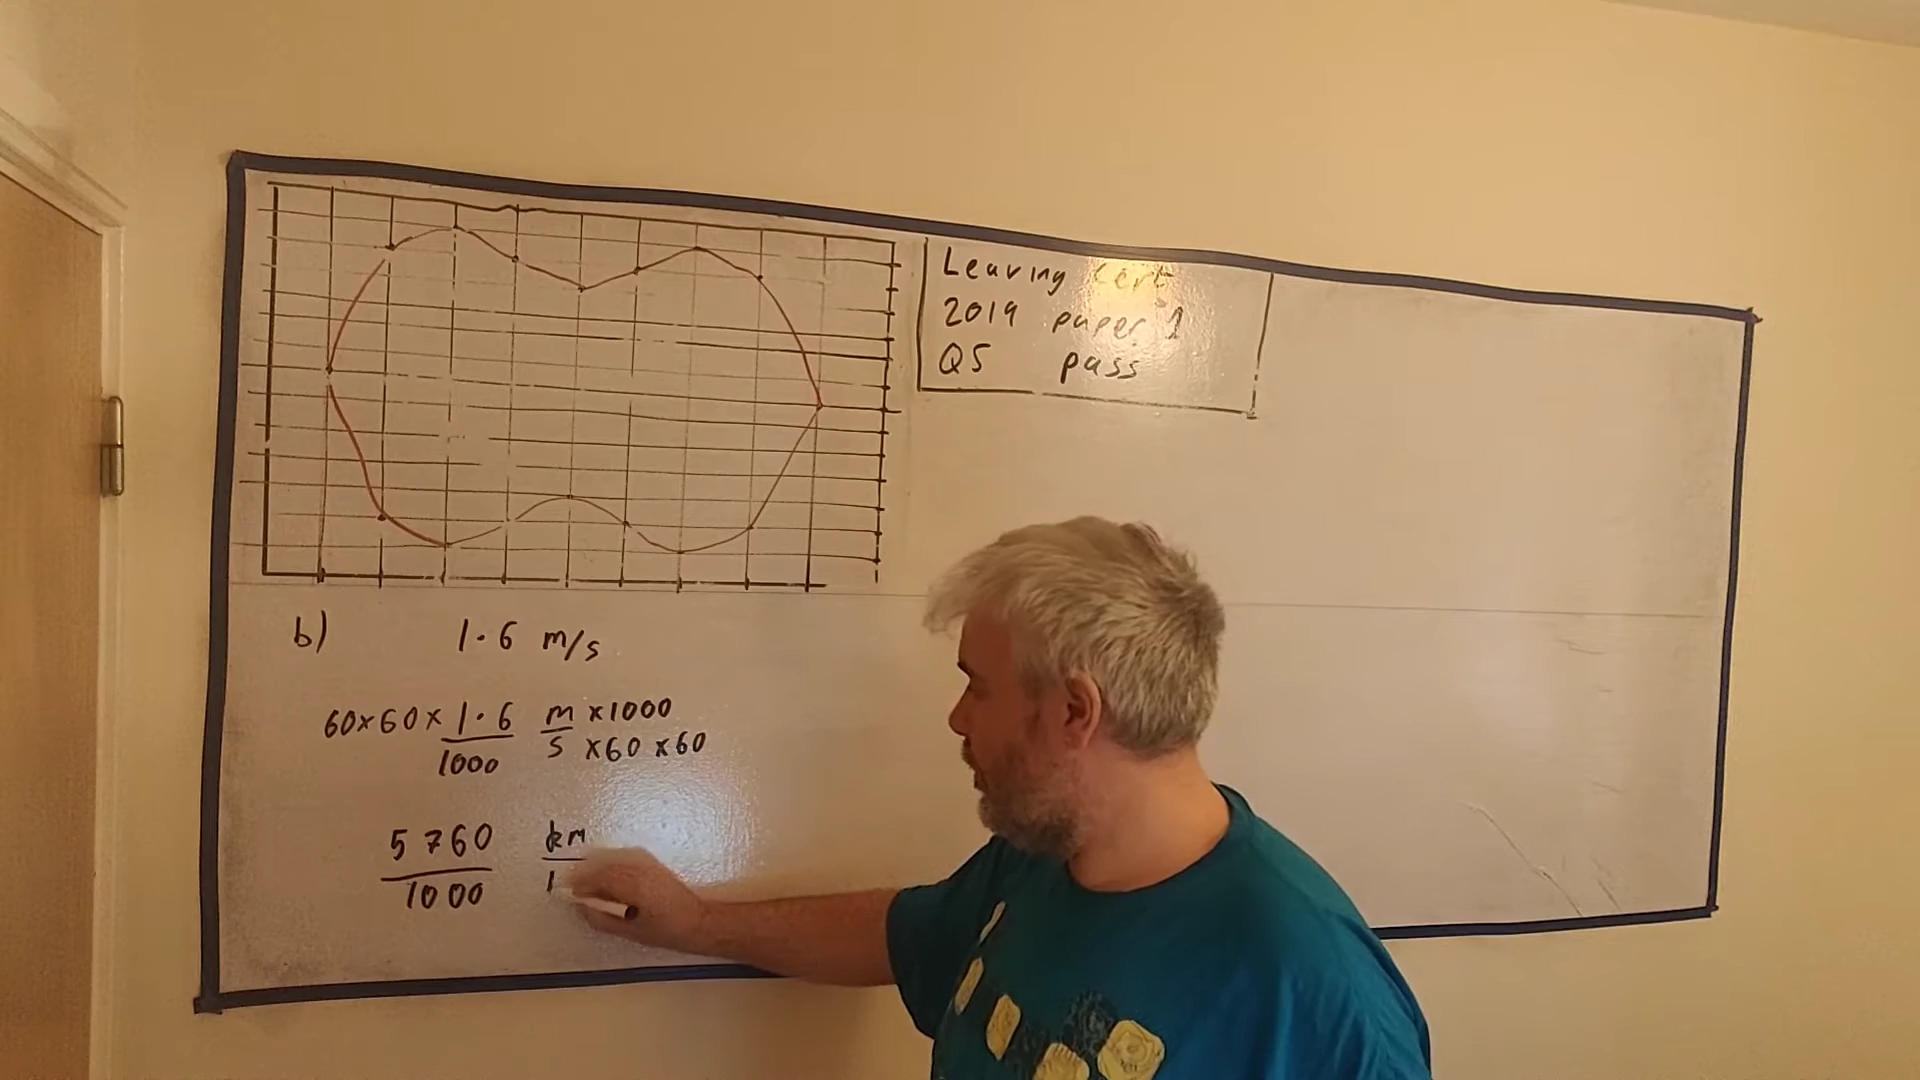 Leaving Cert
2019 paper 1
Q5 pass
b) 1.6 m/s
60×60×1.6 m ×1000
1000 s ×60 ×60
5760 km
1000